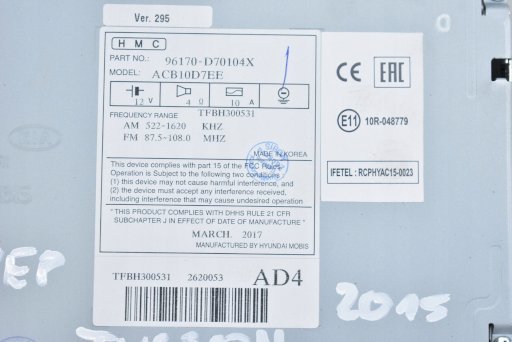 Ver. 295
HMC
PART NO.: 96170-D70104X
MODEL: ACB10D7EE
12 V
4 Ω
10 A
FREQUENCY RANGE TFBH300531
AM 522-1620 KHZ
FM 87.5~108.0 MHZ
MADE IN KOREA
This device complies with part 15 of the FCC Rules
Operation is Subject to the following two conditions
(1) this device may not cause harmful interference, and
(2) this device must accept any interference received,
including interference that may cause undesired operation
"THIS PRODUCT COMPLIES WITH DHHS RULE 21 CFR
SUBCHAPTER J IN EFFECT OF DATE OF MANUFACTURE"
MARCH. 2017
MANUFACTURED BY HYUNDAI MOBIS
TFBH300531 2620053 AD4
CE EAC
E11 10R-048779
IFETEL : RCPHYAC15-0023
2015